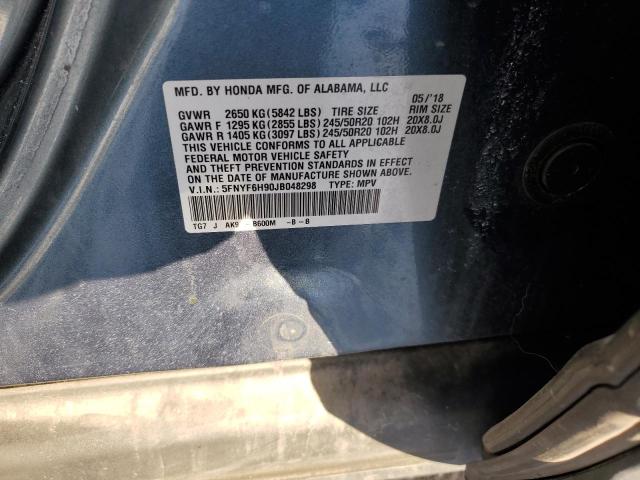 MFD. BY HONDA MFG. OF ALABAMA, LLC
05/'18
GVWR 2650 KG (5842 LBS) TIRE SIZE RIM SIZE
GAWR F 1295 KG (2855 LBS) 245/50R20 102H 20X8.0J
GAWR R 1405 KG (3097 LBS) 245/50R20 102H 20X8.0J
THIS VEHICLE CONFORMS TO ALL APPLICABLE
FEDERAL MOTOR VEHICLE SAFETY
AND THEFT PREVENTION STANDARDS IN EFFECT
ON THE DATE OF MANUFACTURE SHOWN ABOVE.
V.I.N.: 5FNYF6H90JB048298 TYPE: MPV
TG7 J AK9 - B600M -B-B